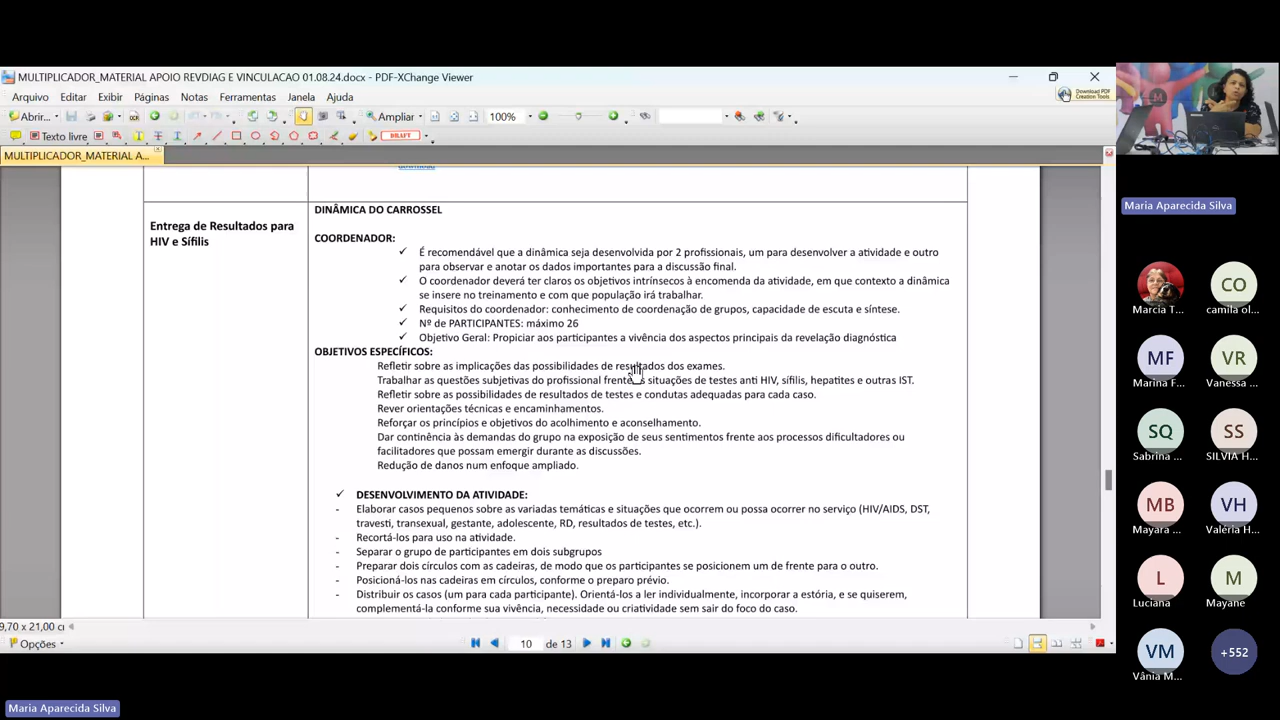 MULTIPLICADOR_MATERIAL APOIO REVDIAG E VINCULACAO 01.08.24.docx - PDF-XChange Viewer
Arquivo Editar Exibir Páginas Notas Ferramentas Janela Ajuda
Download PDF
Creation Tools
Abrir... Ampliar 100%
Texto livre DRAFT
MULTIPLICADOR_MATERIAL A...
Entrega de Resultados para
HIV e Sífilis
DINÂMICA DO CARROSSEL
COORDENADOR:
✓ É recomendável que a dinâmica seja desenvolvida por 2 profissionais, um para desenvolver a atividade e outro
para observar e anotar os dados importantes para a discussão final.
✓ O coordenador deverá ter claros os objetivos intrínsecos à encomenda da atividade, em que contexto a dinâmica
se insere no treinamento e com que população irá trabalhar.
✓ Requisitos do coordenador: conhecimento de coordenação de grupos, capacidade de escuta e síntese.
✓ Nº de PARTICIPANTES: máximo 26
✓ Objetivo Geral: Propiciar aos participantes a vivência dos aspectos principais da revelação diagnóstica
OBJETIVOS ESPECÍFICOS:
Refletir sobre as implicações das possibilidades de resultados dos exames.
Trabalhar as questões subjetivas do profissional frente às situações de testes anti HIV, sífilis, hepatites e outras IST.
Refletir sobre as possibilidades de resultados de testes e condutas adequadas para cada caso.
Rever orientações técnicas e encaminhamentos.
Reforçar os princípios e objetivos do acolhimento e aconselhamento.
Dar continência às demandas do grupo na exposição de seus sentimentos frente aos processos dificultadores ou
facilitadores que possam emergir durante as discussões.
Redução de danos num enfoque ampliado.
✓ DESENVOLVIMENTO DA ATIVIDADE:
- Elaborar casos pequenos sobre as variadas temáticas e situações que ocorrem ou possa ocorrer no serviço (HIV/AIDS, DST,
travesti, transexual, gestante, adolescente, RD, resultados de testes, etc.).
- Recortá-los para uso na atividade.
- Separar o grupo de participantes em dois subgrupos
- Preparar dois círculos com as cadeiras, de modo que os participantes se posicionem um de frente para o outro.
- Posicioná-los nas cadeiras em círculos, conforme o preparo prévio.
- Distribuir os casos (um para cada participante). Orientá-los a ler individualmente, incorporar a estória, e se quiserem,
complementá-la conforme sua vivência, necessidade ou criatividade sem sair do foco do caso.
9,70 x 21,00 cm
Opções 10 de 13
Maria Aparecida Silva
Maria Aparecida Silva
Marcia T...
CO
camila ol...
MF
Marina F...
VR
Vanessa ...
SQ
Sabrina ...
SS
SILVIA H...
MB
Mayara ...
VH
Valéria H...
L
Luciana
M
Mayane
VM
Vânia M...
+552